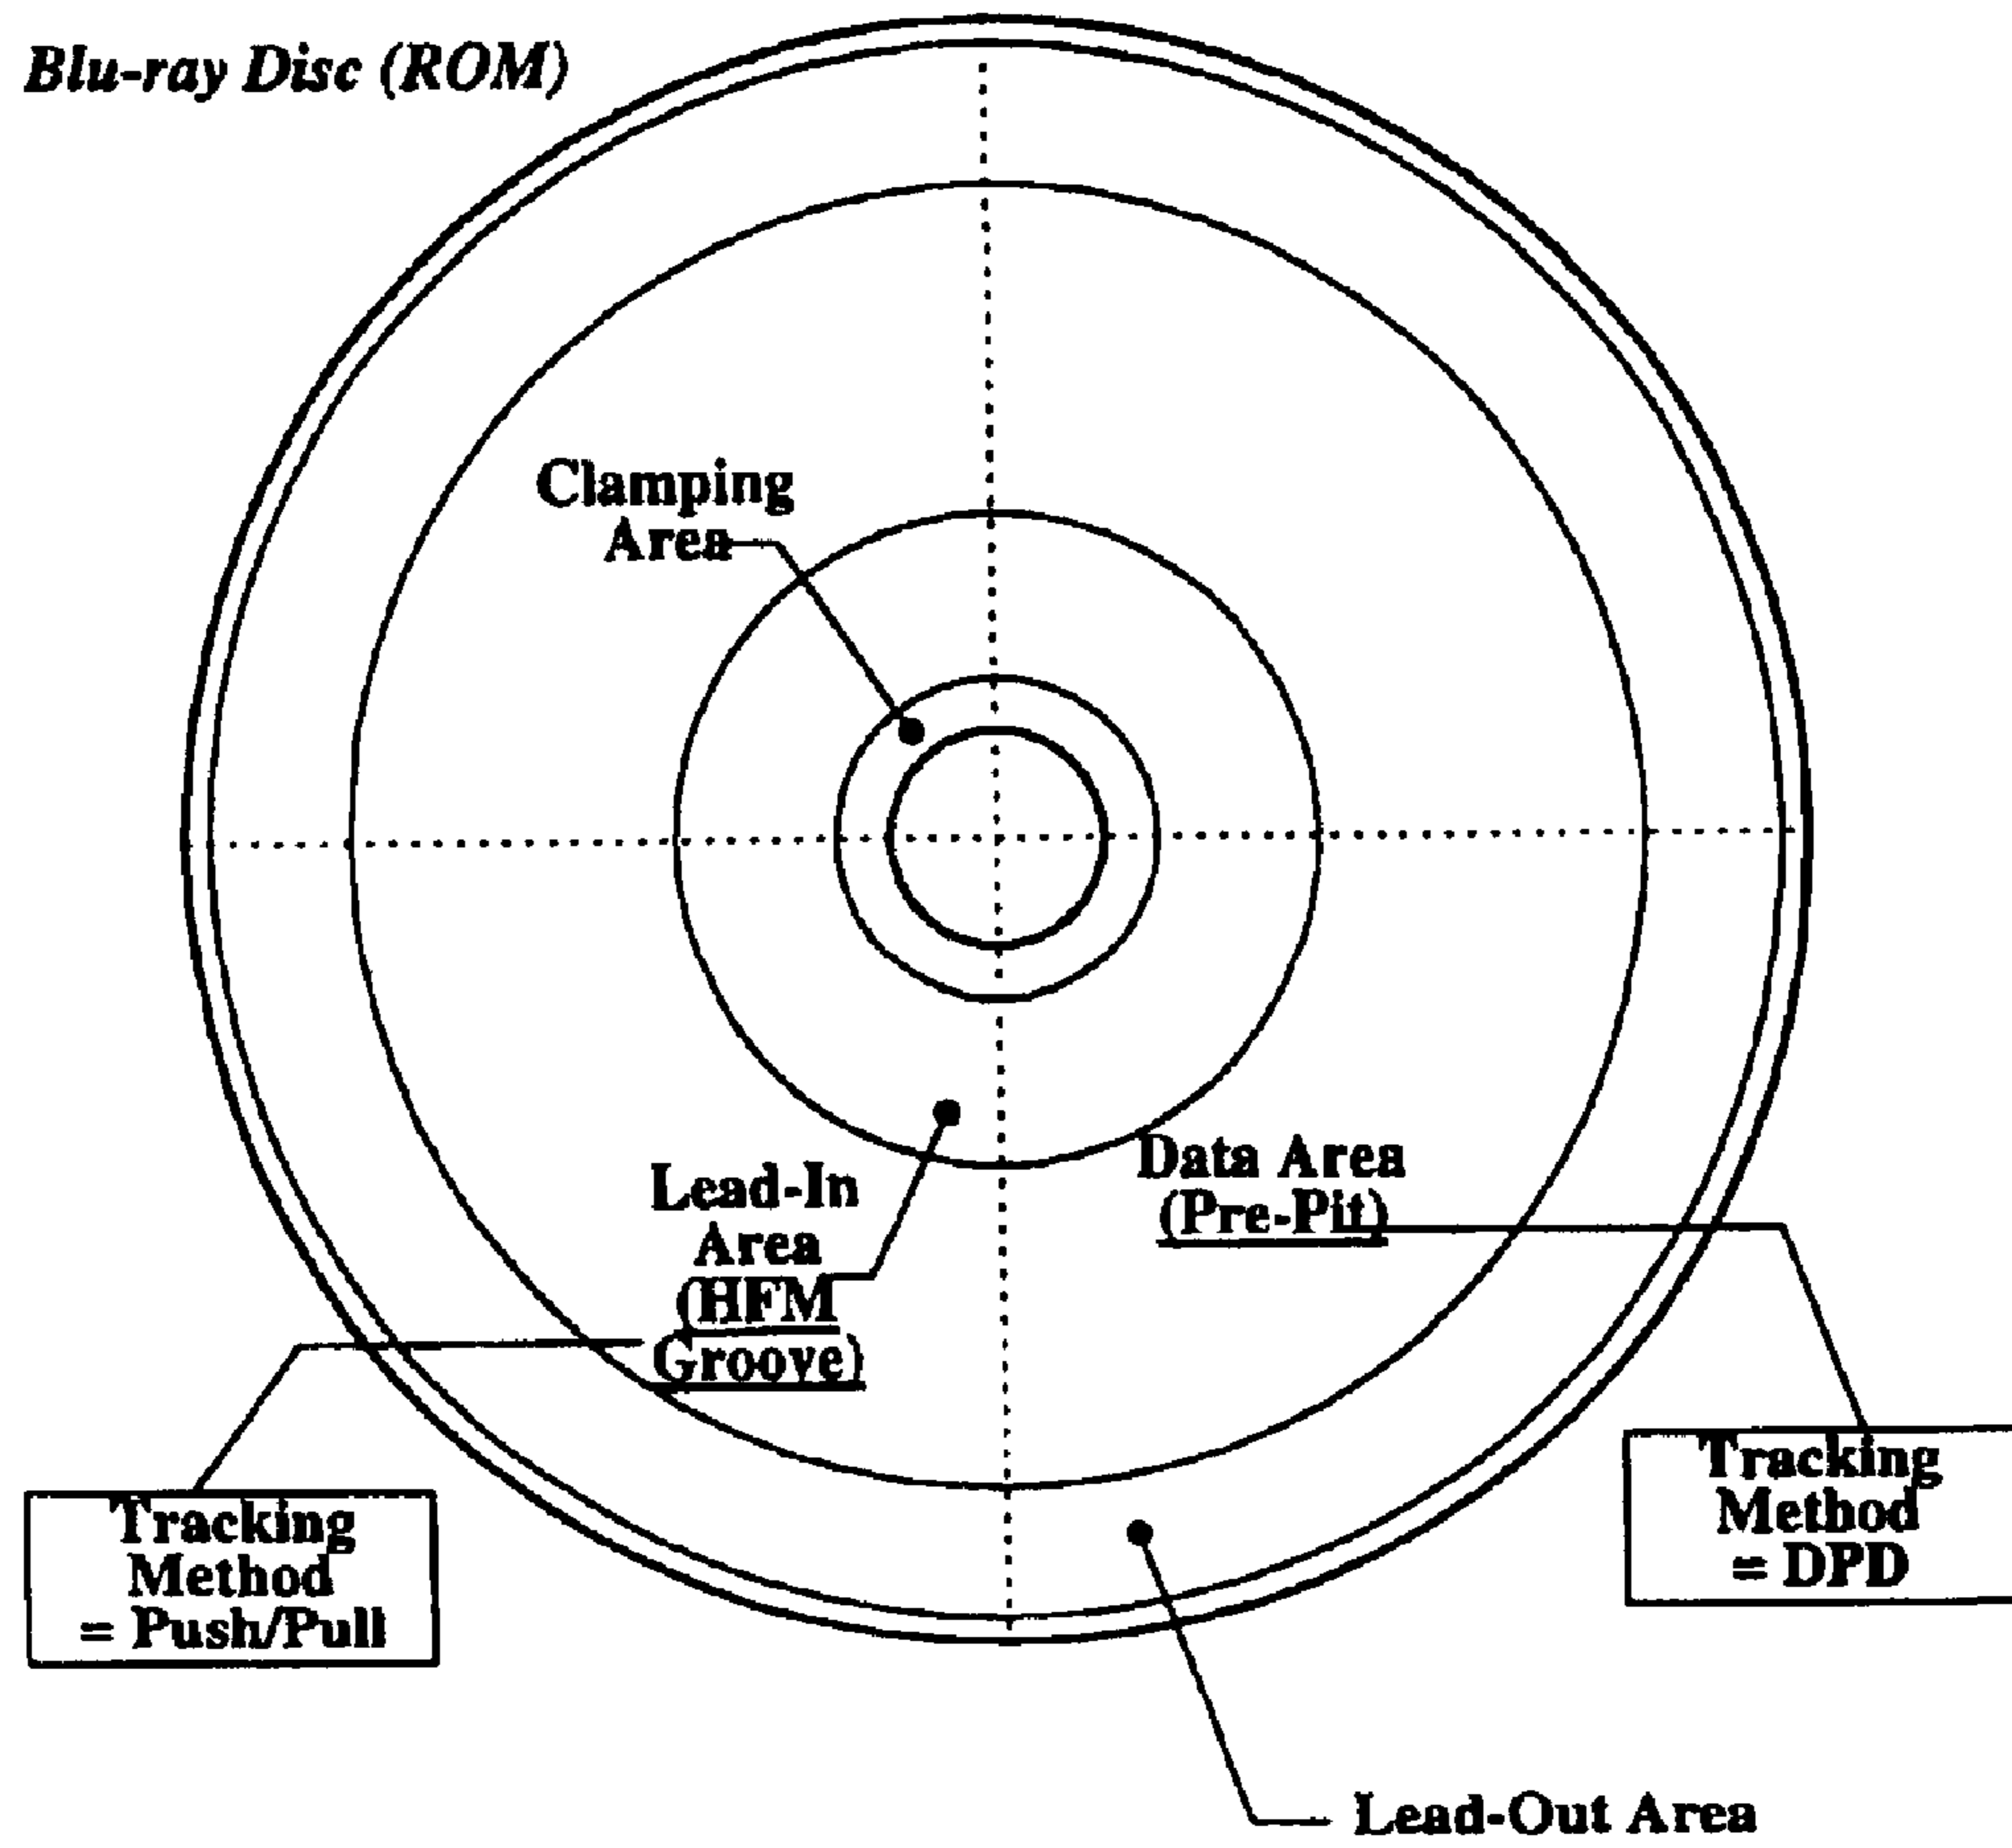 Blu-ray Disc (ROM)
Clamping
Area
Lead-In
Area
(HFM
Groove)
Data Area
(Pre-Pit)
Tracking
Method
= Push/Pull
Tracking
Method
= DPD
Lead-Out Area